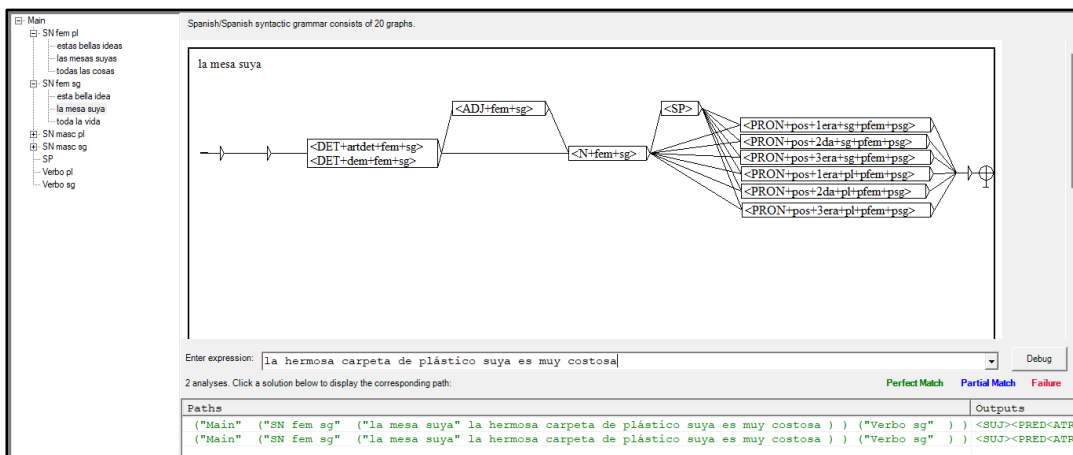 Main
SN fem pl
estas bellas ideas
las mesas suyas
todas las cosas
SN fem sg
esta bella idea
la mesa suya
toda la vida
SN masc pl
SN masc sg
SP
Verbo pl
Verbo sg
Spanish/Spanish syntactic grammar consists of 20 graphs.
la mesa suya
<ADJ+fem+sg>
<SP>
<DET+artdet+fem+sg>
<DET+dem+fem+sg>
<N+fem+sg>
<PRON+pos+1era+sg+pfem+psg>
<PRON+pos+2da+sg+pfem+psg>
<PRON+pos+3era+sg+pfem+psg>
<PRON+pos+1era+pl+pfem+psg>
<PRON+pos+2da+pl+pfem+psg>
<PRON+pos+3era+pl+pfem+psg>
Enter expression: la hermosa carpeta de plástico suya es muy costosa Debug
2 analyses. Click a solution below to display the corresponding path: Perfect Match Partial Match Failure
Paths Outputs
("Main" ("SN fem sg" ("la mesa suya" la hermosa carpeta de plástico suya es muy costosa ) ) ("Verbo sg" ) ) <SUJ><PRED<ATR
("Main" ("SN fem sg" ("la mesa suya" la hermosa carpeta de plástico suya es muy costosa ) ) ("Verbo sg" ) ) <SUJ><PRED<ATR